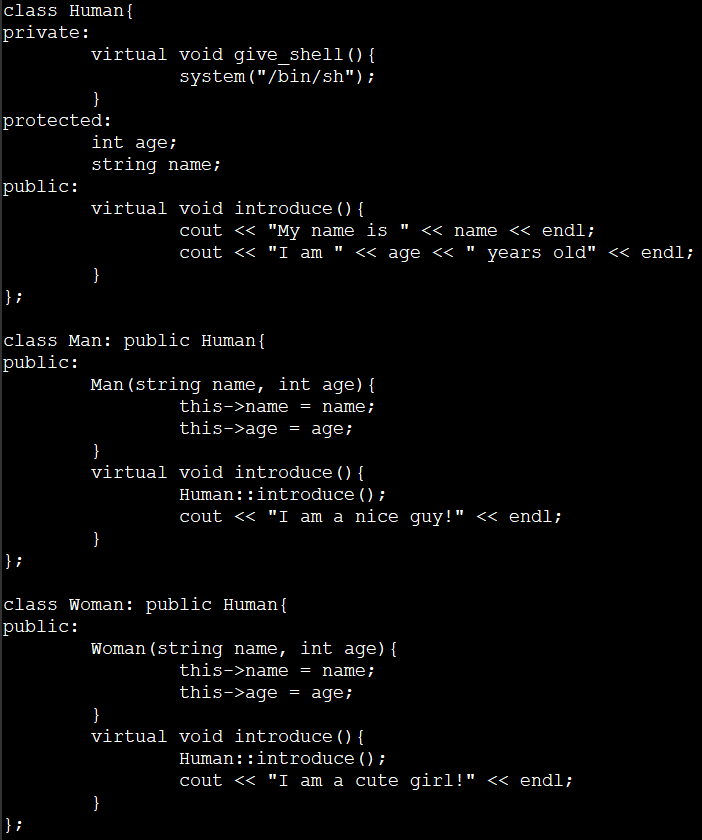 class Human{
private:
        virtual void give_shell(){
                system("/bin/sh");
        }
protected:
        int age;
        string name;
public:
        virtual void introduce(){
                cout << "My name is " << name << endl;
                cout << "I am " << age << " years old" << endl;
        }
};

class Man: public Human{
public:
        Man(string name, int age){
                this->name = name;
                this->age = age;
        }
        virtual void introduce(){
                Human::introduce();
                cout << "I am a nice guy!" << endl;
        }
};

class Woman: public Human{
public:
        Woman(string name, int age){
                this->name = name;
                this->age = age;
        }
        virtual void introduce(){
                Human::introduce();
                cout << "I am a cute girl!" << endl;
        }
};